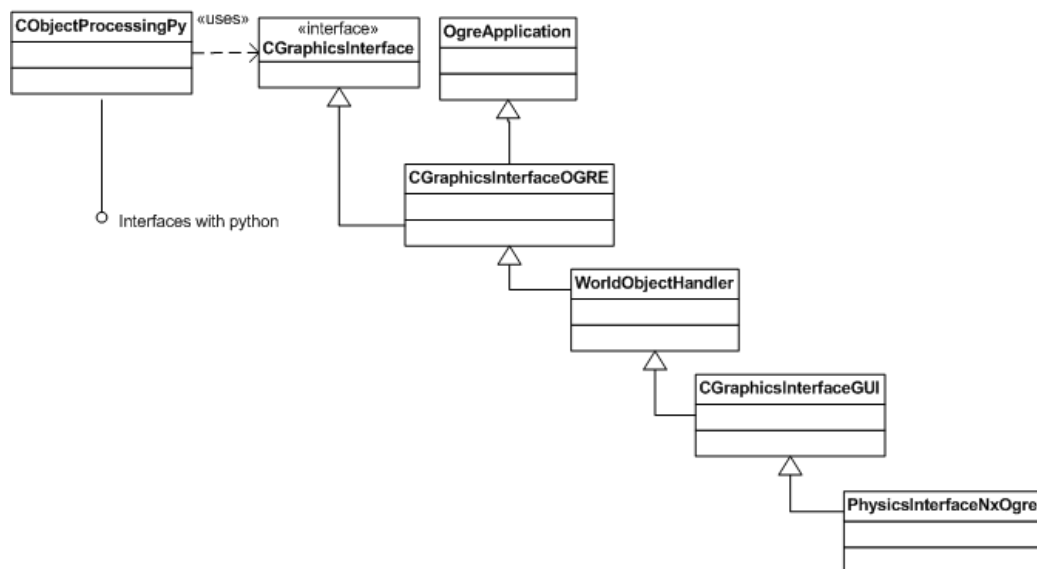 CObjectProcessingPy
«uses»
«interface»
CGraphicsInterface
OgreApplication
CGraphicsInterfaceOGRE
Interfaces with python
WorldObjectHandler
CGraphicsInterfaceGUI
PhysicsInterfaceNxOgre